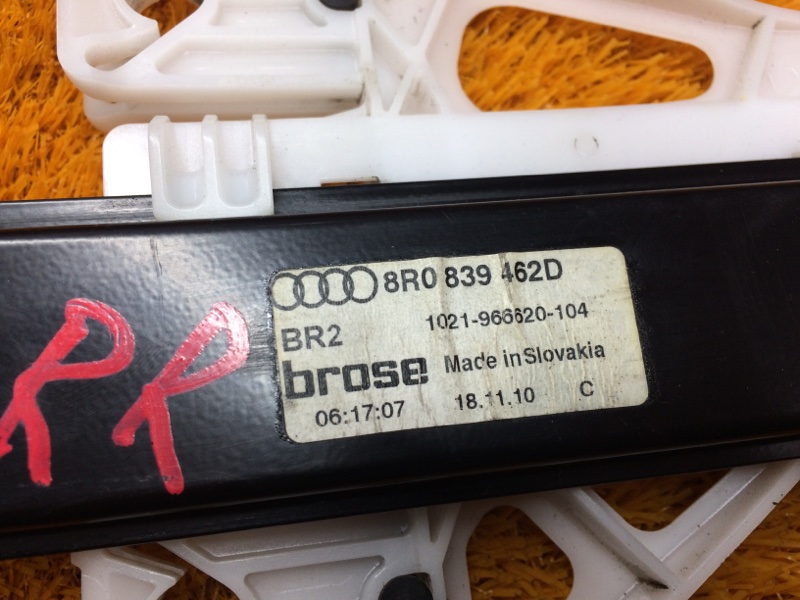 RR
8R0 839 462D
BR2 1021-966620-104
brose Made in Slovakia
06:17:07 18.11.10 C